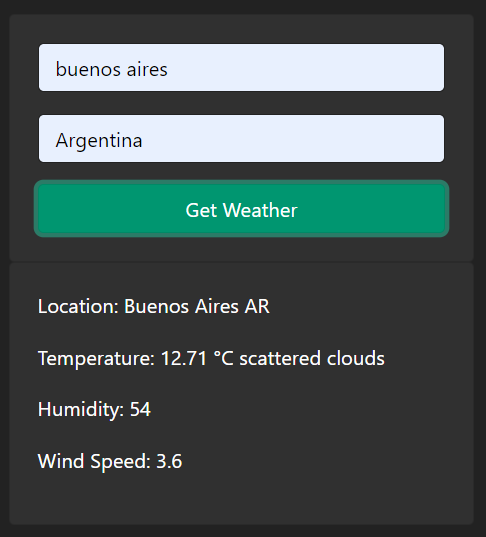 buenos aires
Argentina
Get Weather
Location: Buenos Aires AR
Temperature: 12.71 °C scattered clouds
Humidity: 54
Wind Speed: 3.6